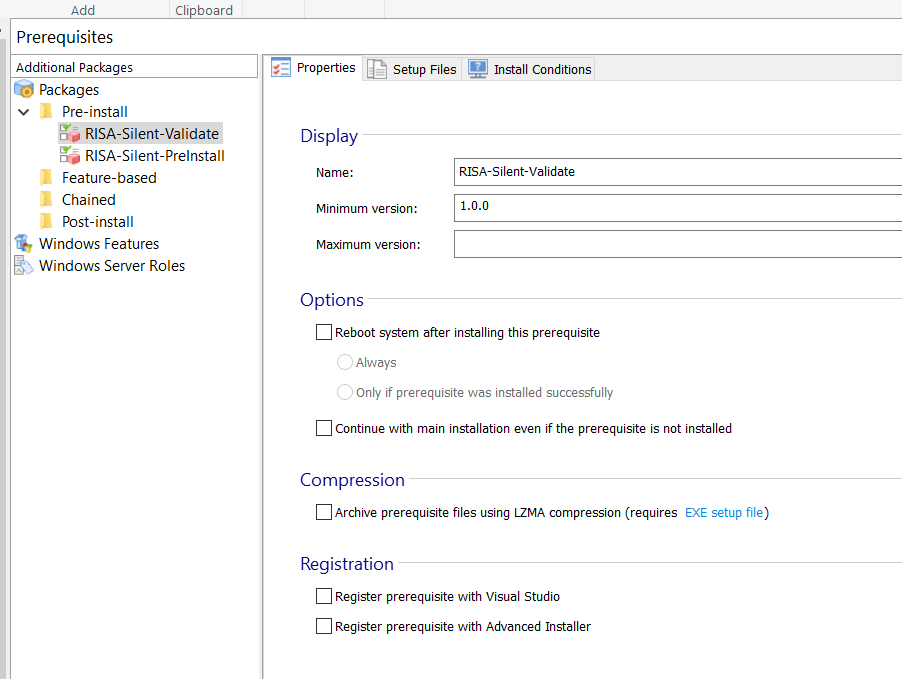 Add Clipboard
Prerequisites
Additional Packages
Packages
Pre-install
RISA-Silent-Validate
RISA-Silent-PreInstall
Feature-based
Chained
Post-install
Windows Features
Windows Server Roles
Properties Setup Files Install Conditions
Display
Name: RISA-Silent-Validate
Minimum version: 1.0.0
Maximum version:
Options
Reboot system after installing this prerequisite
Always
Only if prerequisite was installed successfully
Continue with main installation even if the prerequisite is not installed
Compression
Archive prerequisite files using LZMA compression (requires EXE setup file)
Registration
Register prerequisite with Visual Studio
Register prerequisite with Advanced Installer